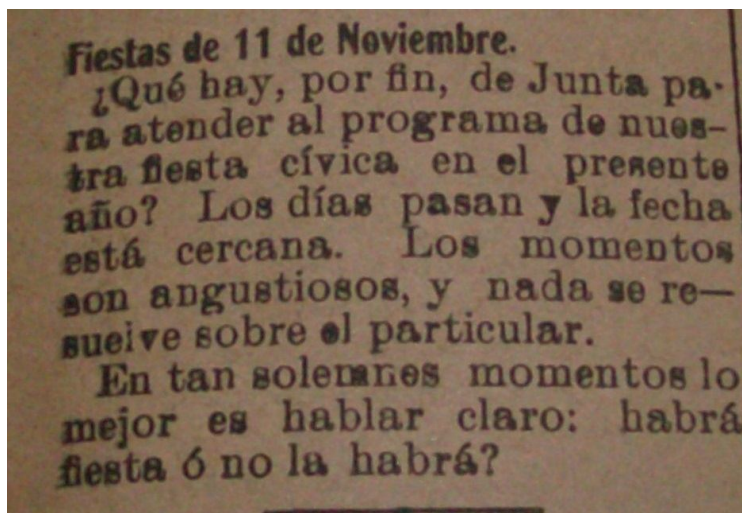 Fiestas de 11 de Noviembre.
¿Qué hay, por fin, de Junta pa-
ra atender al programa de nues-
tra fiesta cívica en el presente
año? Los días pasan y la fecha
está cercana. Los momentos
son angustiosos, y nada se re-
suelve sobre el particular.
En tan solemnes momentos lo
mejor es hablar claro: habrá
fiesta ó no la habrá?